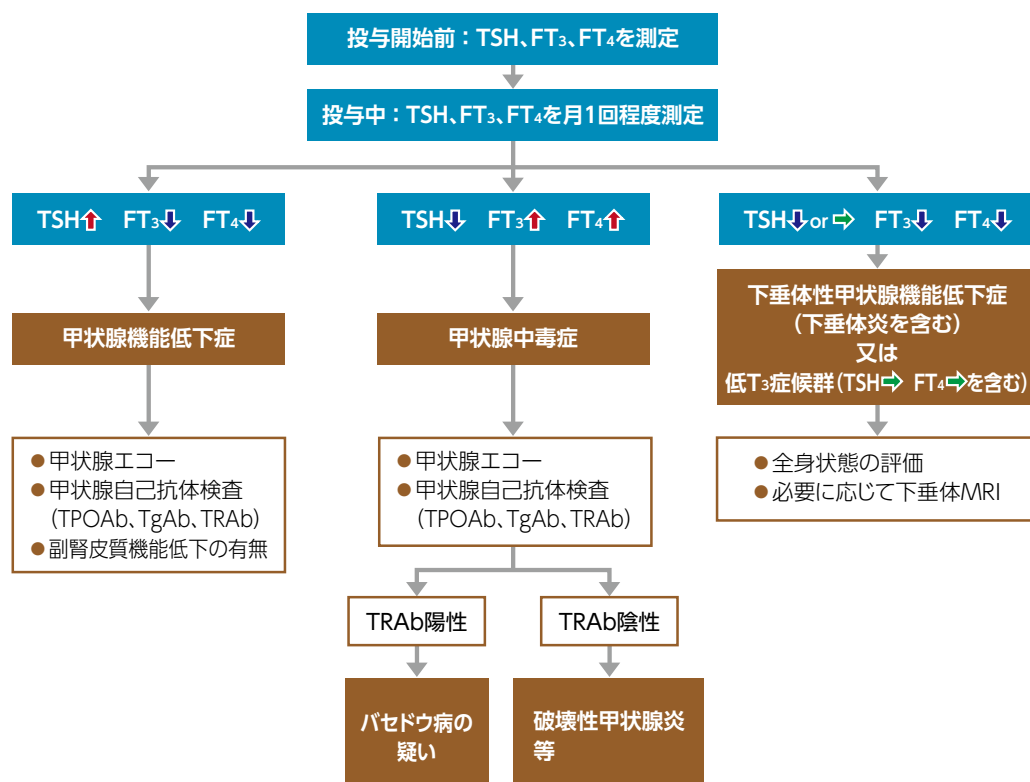 投与開始前：TSH、FT3、FT4を測定
投与中：TSH、FT3、FT4を月1回程度測定
TSH⬆ FT3⬇ FT4⬇
TSH⬇ FT3⬆ FT4⬆
TSH⬇or➡ FT3⬇ FT4⬇
甲状腺機能低下症
甲状腺中毒症
下垂体性甲状腺機能低下症
（下垂体炎を含む）
又は
低T3症候群（TSH➡ FT4➡を含む）
●甲状腺エコー
●甲状腺自己抗体検査
（TPOAb、TgAb、TRAb）
●副腎皮質機能低下の有無
●甲状腺エコー
●甲状腺自己抗体検査
（TPOAb、TgAb、TRAb）
●全身状態の評価
●必要に応じて下垂体MRI
TRAb陽性
TRAb陰性
バセドウ病の
疑い
破壊性甲状腺炎
等